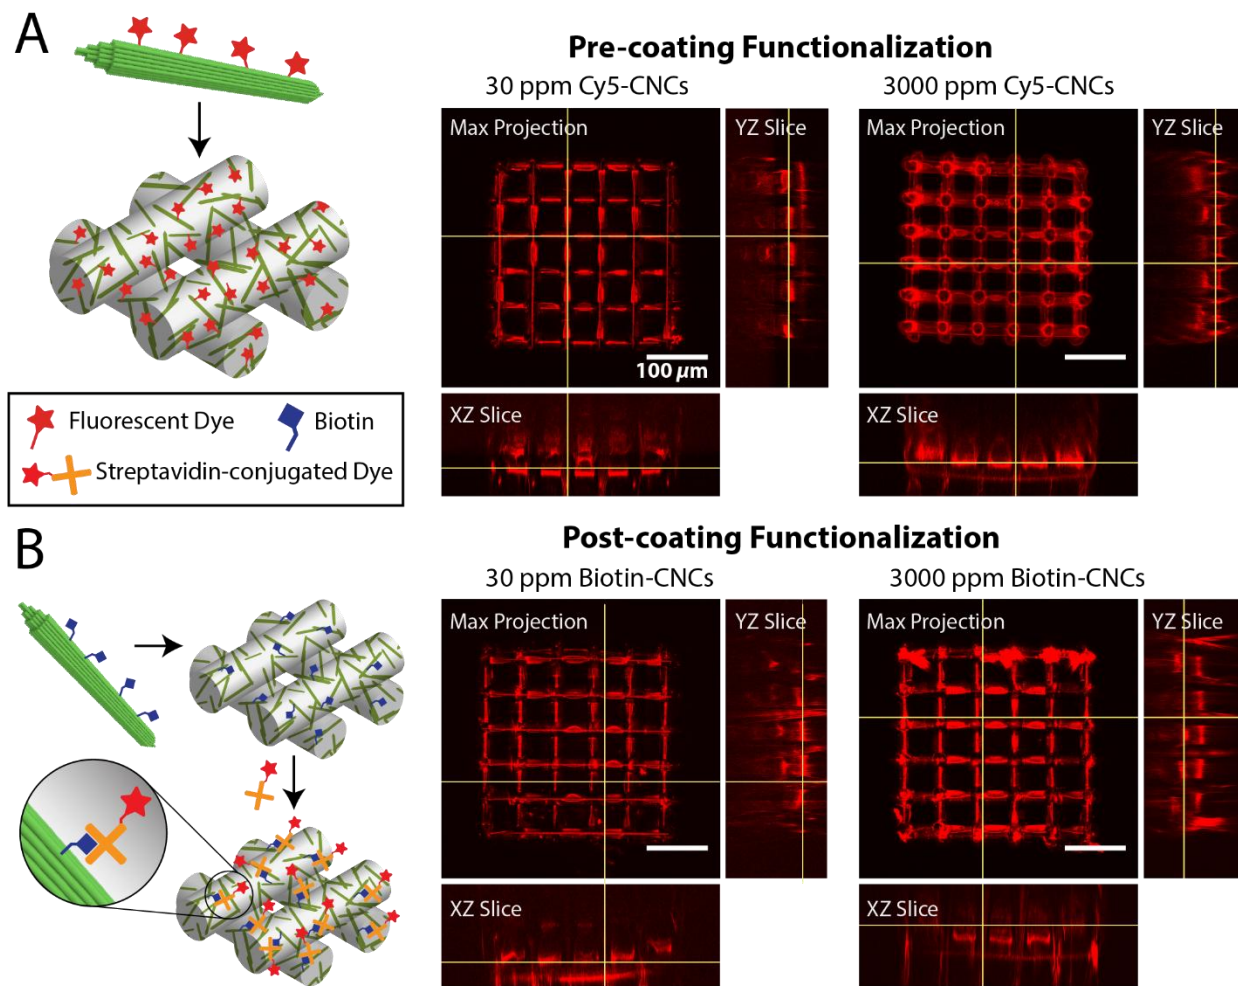 A
Pre-coating Functionalization
30 ppm Cy5-CNCs
3000 ppm Cy5-CNCs
Max Projection
YZ Slice
Max Projection
YZ Slice
100 µm
XZ Slice
XZ Slice
Fluorescent Dye
Biotin
Streptavidin-conjugated Dye
B
Post-coating Functionalization
30 ppm Biotin-CNCs
3000 ppm Biotin-CNCs
Max Projection
YZ Slice
Max Projection
YZ Slice
XZ Slice
XZ Slice